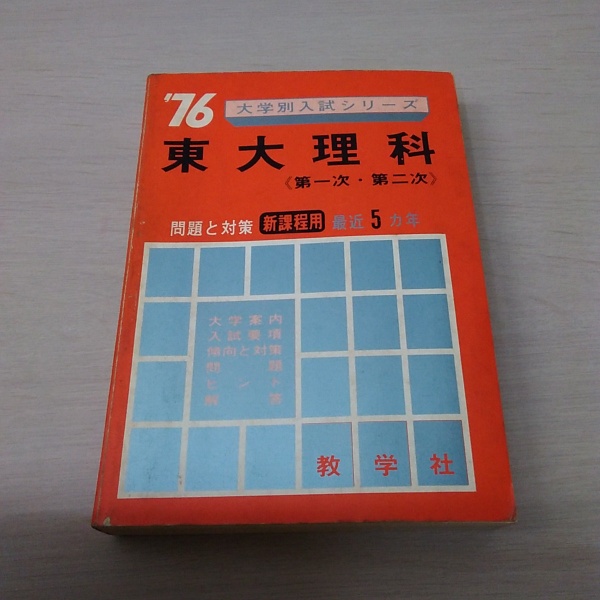 '76
大学別入試シリーズ
東大理科
《第一次・第二次》
問題と対策 新課程用 最近5カ年
大学案内
入試要項
傾向と対策
問題
ヒント
解答
教学社